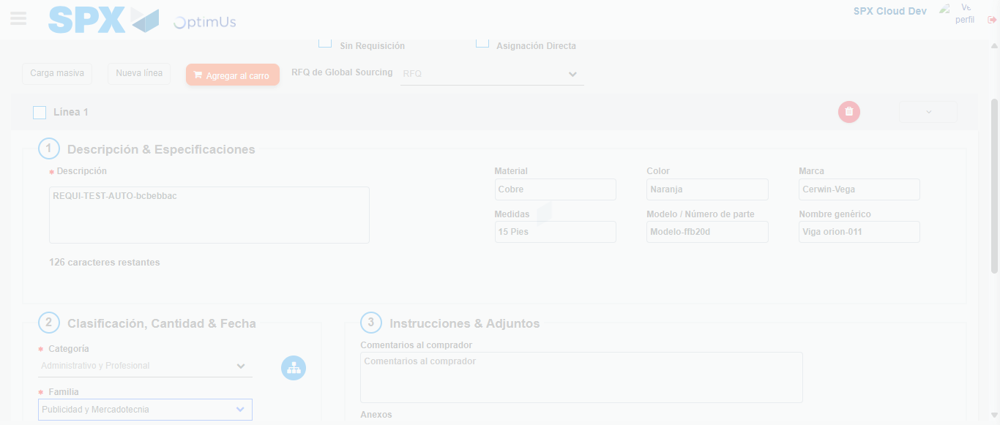 SPX
OptimUs
SPX Cloud Dev
perfil
Sin Requisición
Asignación Directa
Carga masiva
Nueva línea
Agregar al carro
RFQ de Global Sourcing
RFQ
Línea 1
1
Descripción & Especificaciones
* Descripción
REQUI-TEST-AUTO-bcbebbac
126 caracteres restantes
Material
Cobre
Color
Naranja
Marca
Cerwin-Vega
Medidas
15 Pies
Modelo / Número de parte
Modelo-ffb20d
Nombre genérico
Viga orion-011
2
Clasificación, Cantidad & Fecha
* Categoría
Administrativo y Profesional
* Familia
Publicidad y Mercadotecnia
3
Instrucciones & Adjuntos
Comentarios al comprador
Comentarios al comprador
Anexos